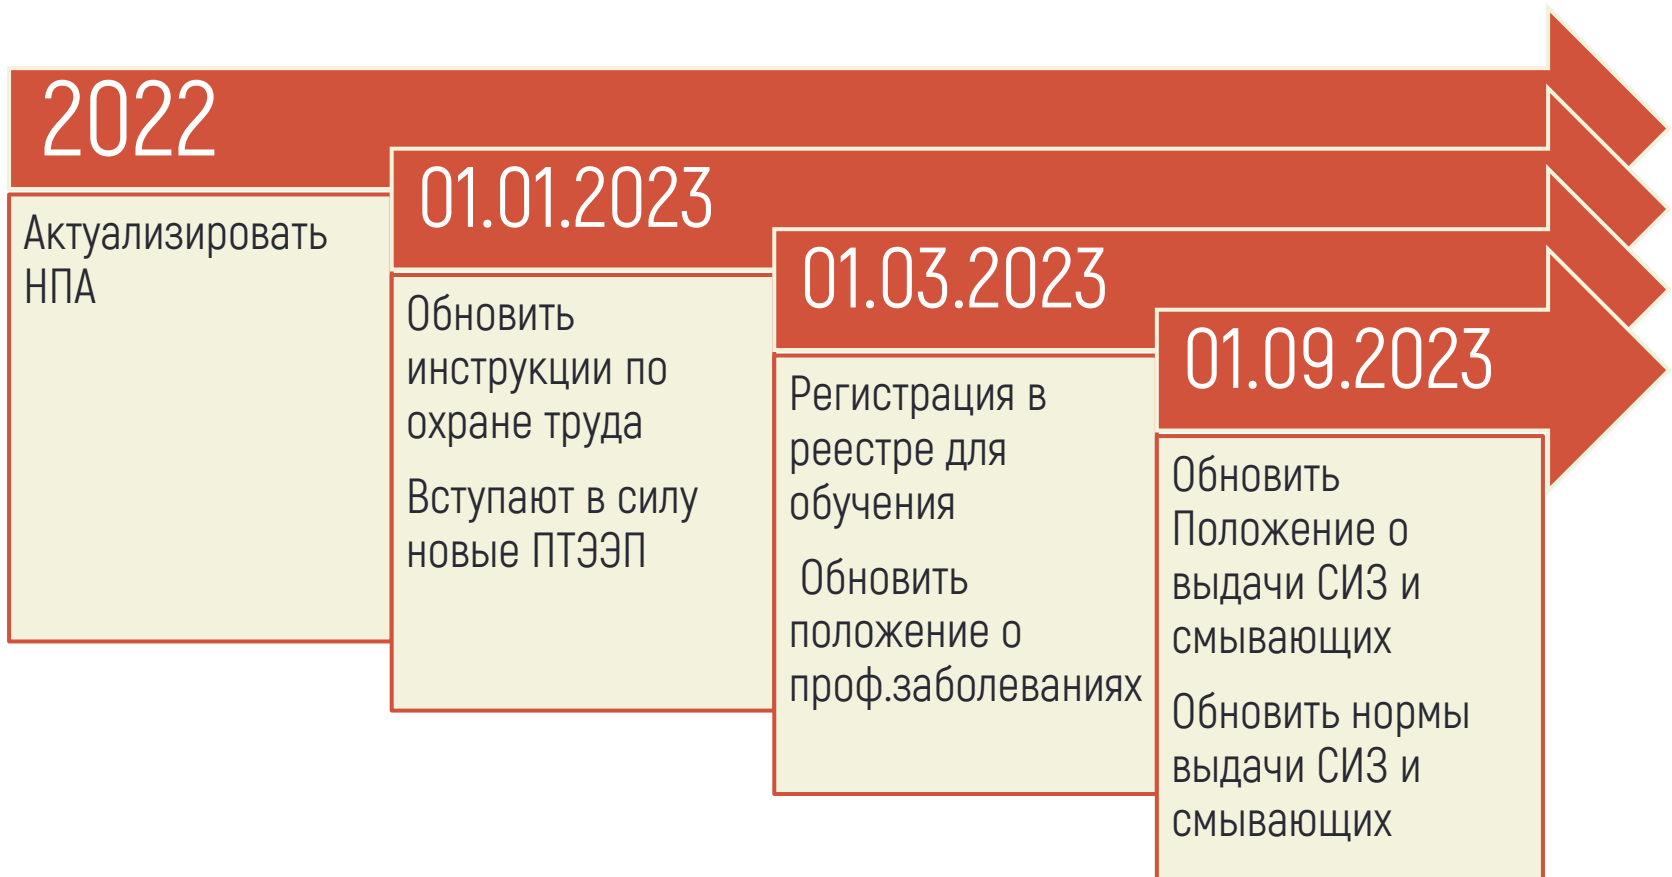 2022
Актуализировать
НПА
01.01.2023
Обновить
инструкции по
охране труда
Вступают в силу
новые ПТЭЭП
01.03.2023
Регистрация в
реестре для
обучения
Обновить
положение о
проф.заболеваниях
01.09.2023
Обновить
Положение о
выдачи СИЗ и
смывающих
Обновить нормы
выдачи СИЗ и
смывающих